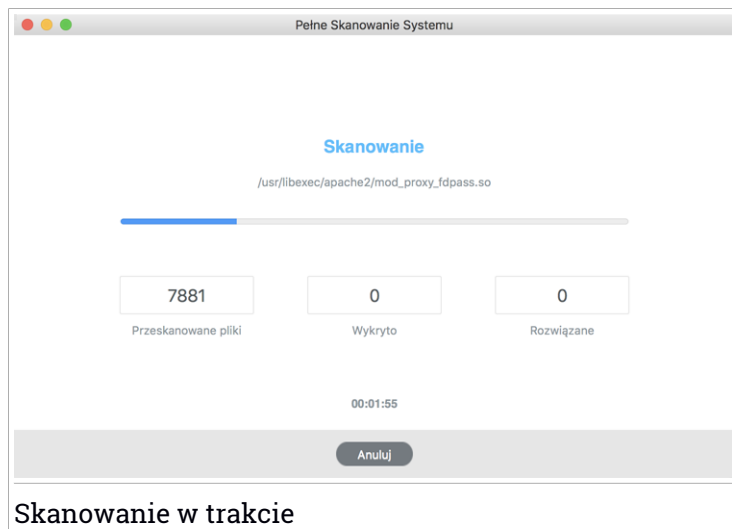 Pełne Skanowanie Systemu
Skanowanie
/usr/libexec/apache2/mod_proxy_fdpass.so
7881
0
0
Przeskanowane pliki
Wykryto
Rozwiązane
00:01:55
Anuluj
Skanowanie w trakcie